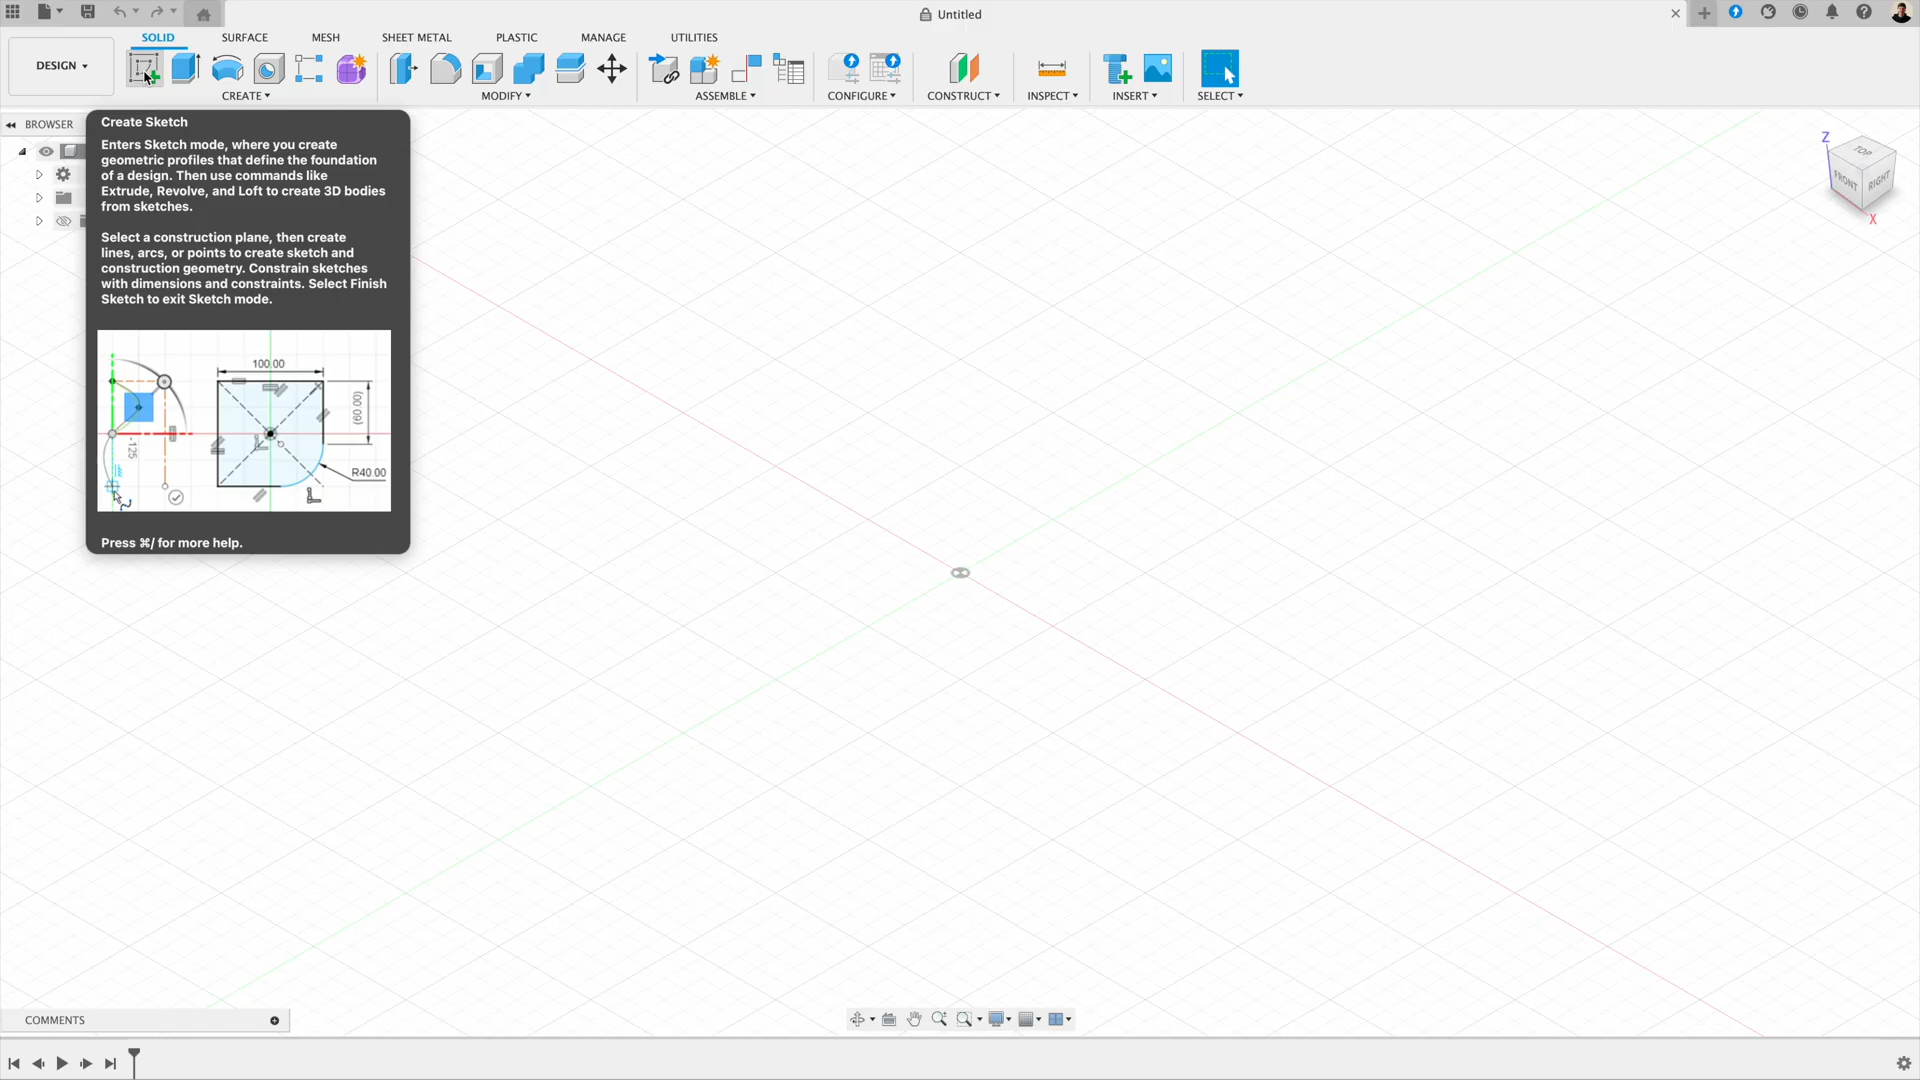 Untitled
SOLID
SURFACE
MESH
SHEET METAL
PLASTIC
MANAGE
UTILITIES
DESIGN
CREATE
MODIFY
ASSEMBLE
CONFIGURE
CONSTRUCT
INSPECT
INSERT
SELECT
BROWSER
Create Sketch
Enters Sketch mode, where you create
geometric profiles that define the foundation
of a design. Then use commands like
Extrude, Revolve, and Loft to create 3D bodies
from sketches.
Select a construction plane, then create
lines, arcs, or points to create sketch and
construction geometry. Constrain sketches
with dimensions and constraints. Select Finish
Sketch to exit Sketch mode.
100.00
(60.00)
-125
R40.00
Press ⌘/ for more help.
Z
TOP
FRONT
RIGHT
X
COMMENTS